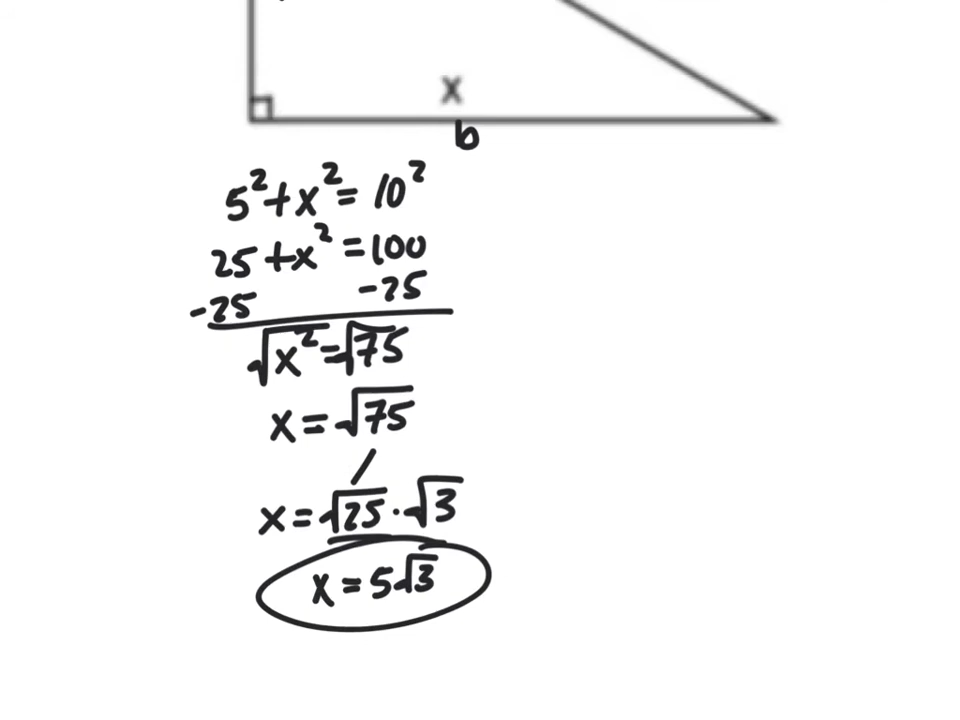 x
b
5²+x²=10²
25+x²=100
-25 -25
√x²=√75
x=√75
x=√25·√3
x=5√3